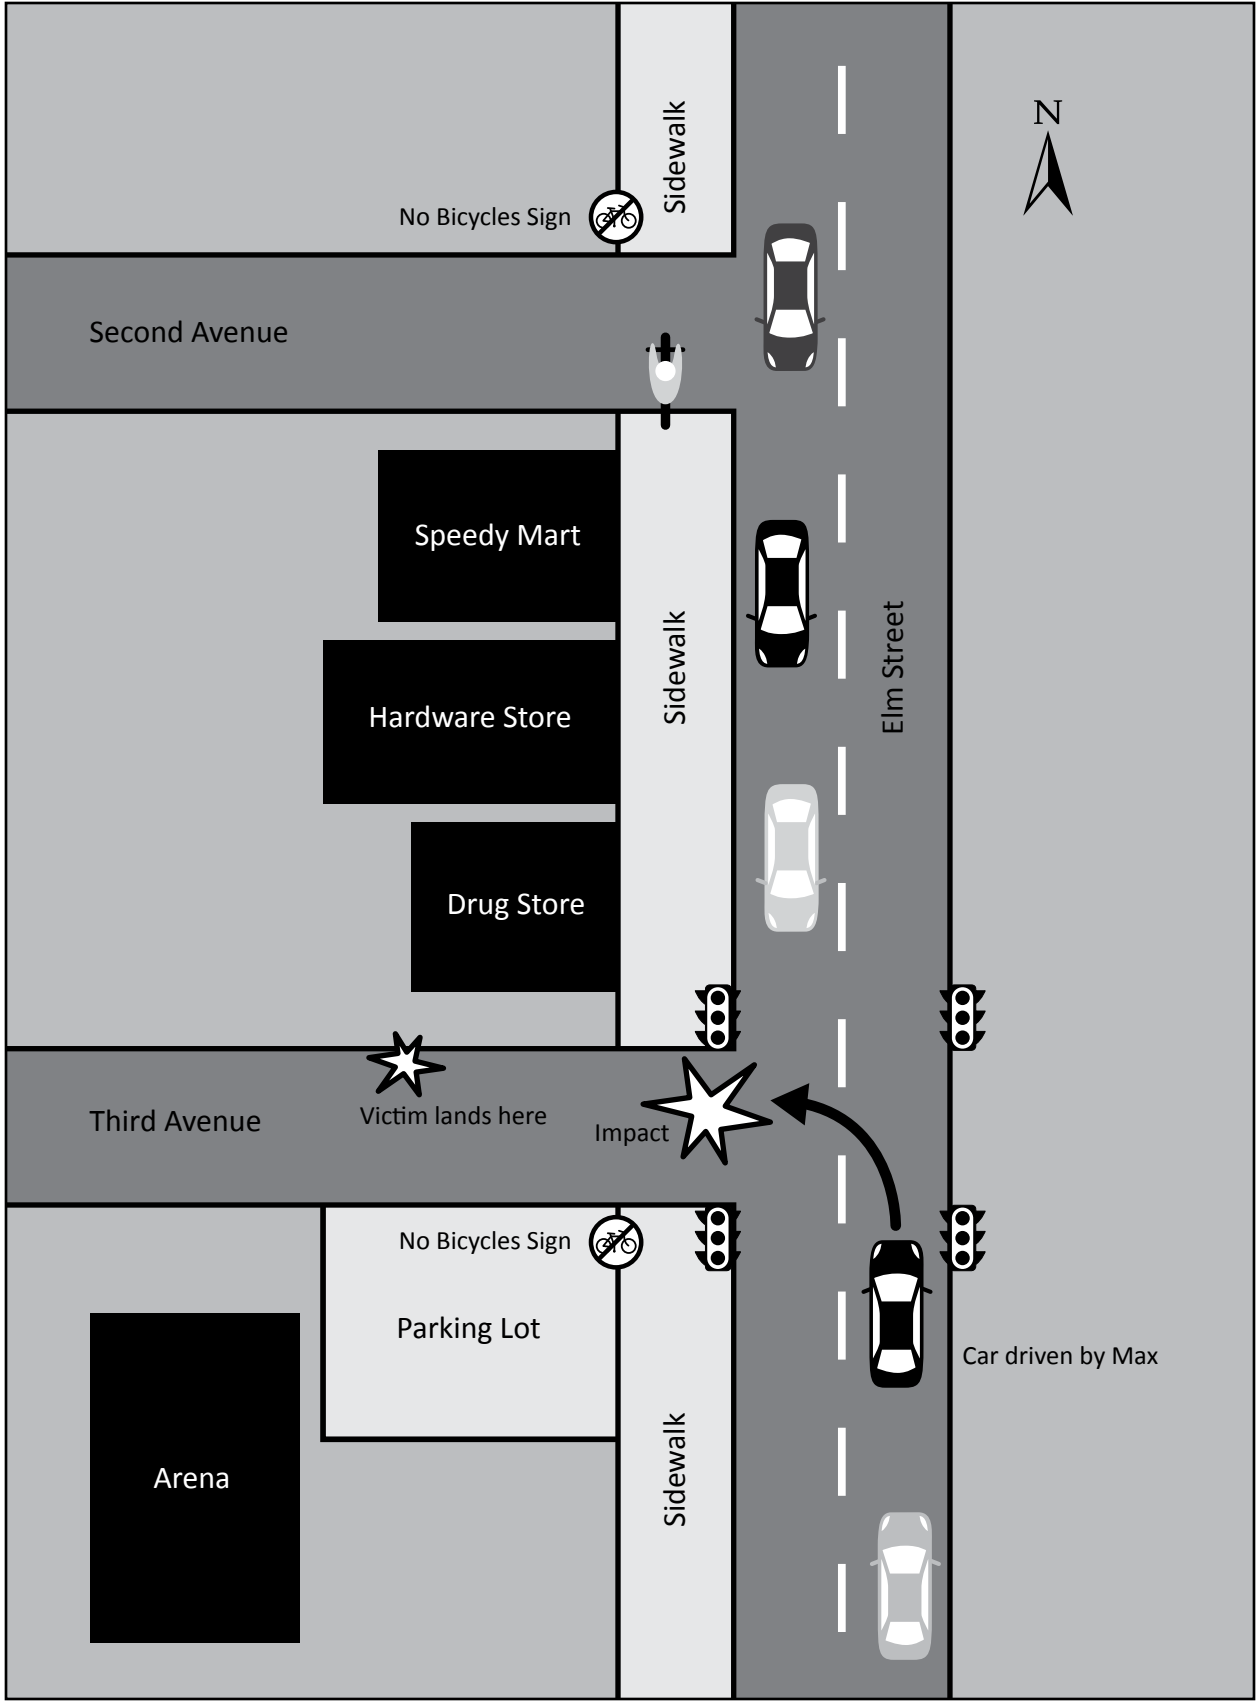 Sidewalk
N
No Bicycles Sign
Second Avenue
Speedy Mart
Sidewalk
Elm Street
Hardware Store
Drug Store
Third Avenue
Victim lands here
Impact
No Bicycles Sign
Parking Lot
Car driven by Max
Arena
Sidewalk